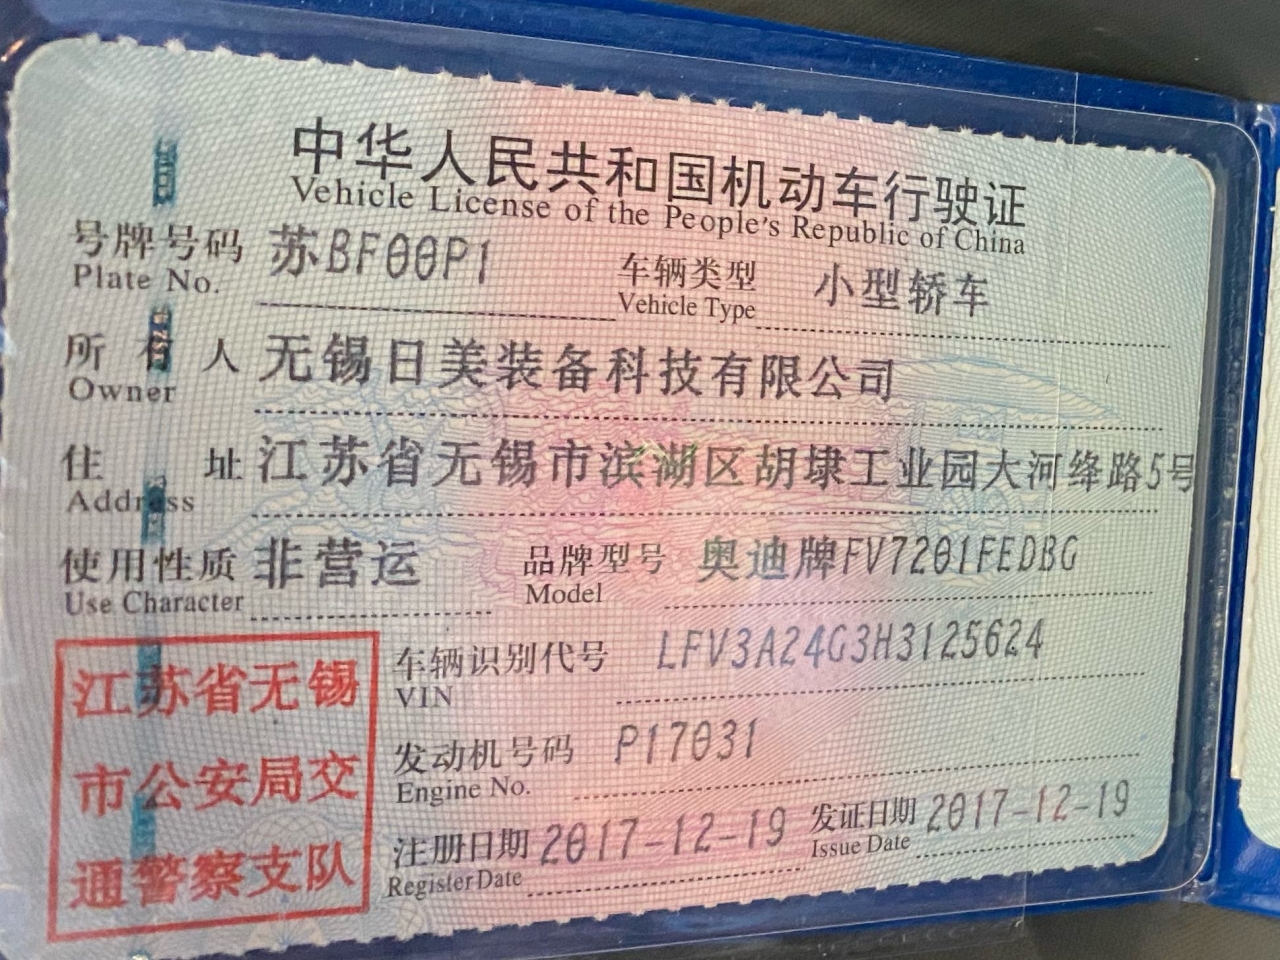 中华人民共和国机动车行驶证
Vehicle License of the People's Republic of China
号牌号码 苏BF00P1 车辆类型 小型轿车
Plate No. Vehicle Type
所有人 无锡日美装备科技有限公司
Owner
住址 江苏省无锡市滨湖区胡埭工业园大河绛路5号
Address
使用性质 非营运 品牌型号 奥迪牌FV7201FEDBG
Use Character Model
车辆识别代号 LFV3A24G3H3125624
VIN
发动机号码 P17031
Engine No.
注册日期 2017-12-19 发证日期 2017-12-19
Register Date Issue Date
江苏省无锡
市公安局交
通警察支队